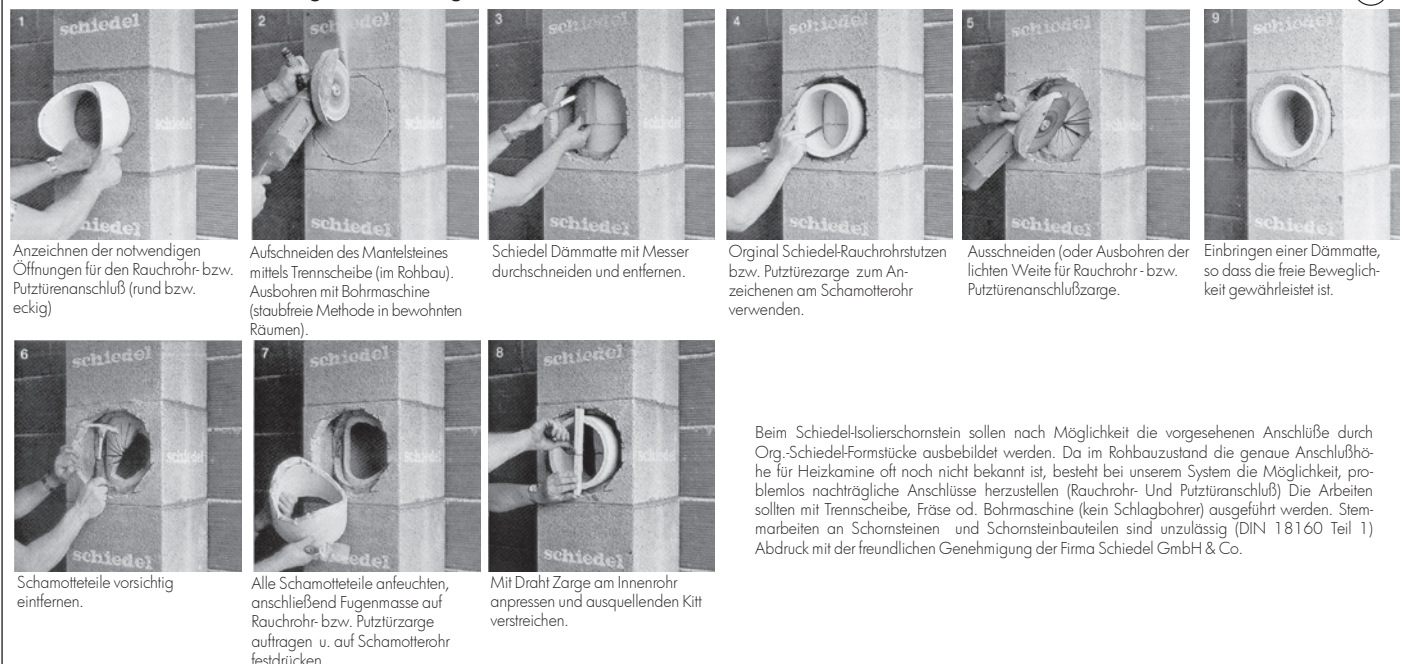 1
schiedel
schiedel
schiedel
Anzeichnen der notwendigen
Öffnungen für den Rauchrohr- bzw.
Putztürenanschluß (rund bzw.
eckig)
2
schiedel
Aufschneiden des Mantelsteines
mittels Trennscheibe (im Rohbau).
Ausbohren mit Bohrmaschine
(staubfreie Methode in bewohnten
Räumen).
3
schiedel
schiedel
Schiedel Dämmatte mit Messer
durchschneiden und entfernen.
4
schiedel
schiedel
schiedel
Orginal Schiedel-Rauchrohrstutzen
bzw. Putztürezarge zum An-
zeichenen am Schamotterohr
verwenden.
5
schiedel
schiedel
Ausschneiden (oder Ausbohren der
lichten Weite für Rauchrohr - bzw.
Putztürenanschlußzarge.
9
schiedel
schiedel
Einbringen einer Dämmatte,
so dass die freie Beweglich-
keit gewährleistet ist.
6
schiedel
schiedel
schiedel
Schamotteteile vorsichtig
eintfernen.
7
schiedel
schiedel
Alle Schamotteteile anfeuchten,
anschließend Fugenmasse auf
Rauchrohr- bzw. Putztürzarge
auftragen u. auf Schamotterohr
festdrücken
8
schiedel
schiedel
Mit Draht Zarge am Innenrohr
anpressen und ausquellenden Kitt
verstreichen.
Beim Schiedel-Isolierschornstein sollen nach Möglichkeit die vorgesehenen Anschlüße durch
Org.-Schiedel-Formstücke ausbebildet werden. Da im Rohbauzustand die genaue Anschlußhö-
he für Heizkamine oft noch nicht bekannt ist, besteht bei unserem System die Möglichkeit, pro-
blemlos nachträgliche Anschlüsse herzustellen (Rauchrohr- Und Putztüranschluß) Die Arbeiten
sollten mit Trennscheibe, Fräse od. Bohrmaschine (kein Schlagbohrer) ausgeführt werden. Stem-
marbeiten an Schornsteinen und Schornsteinbauteilen sind unzulässig (DIN 18160 Teil 1)
Abdruck mit der freundlichen Genehmigung der Firma Schiedel GmbH & Co.